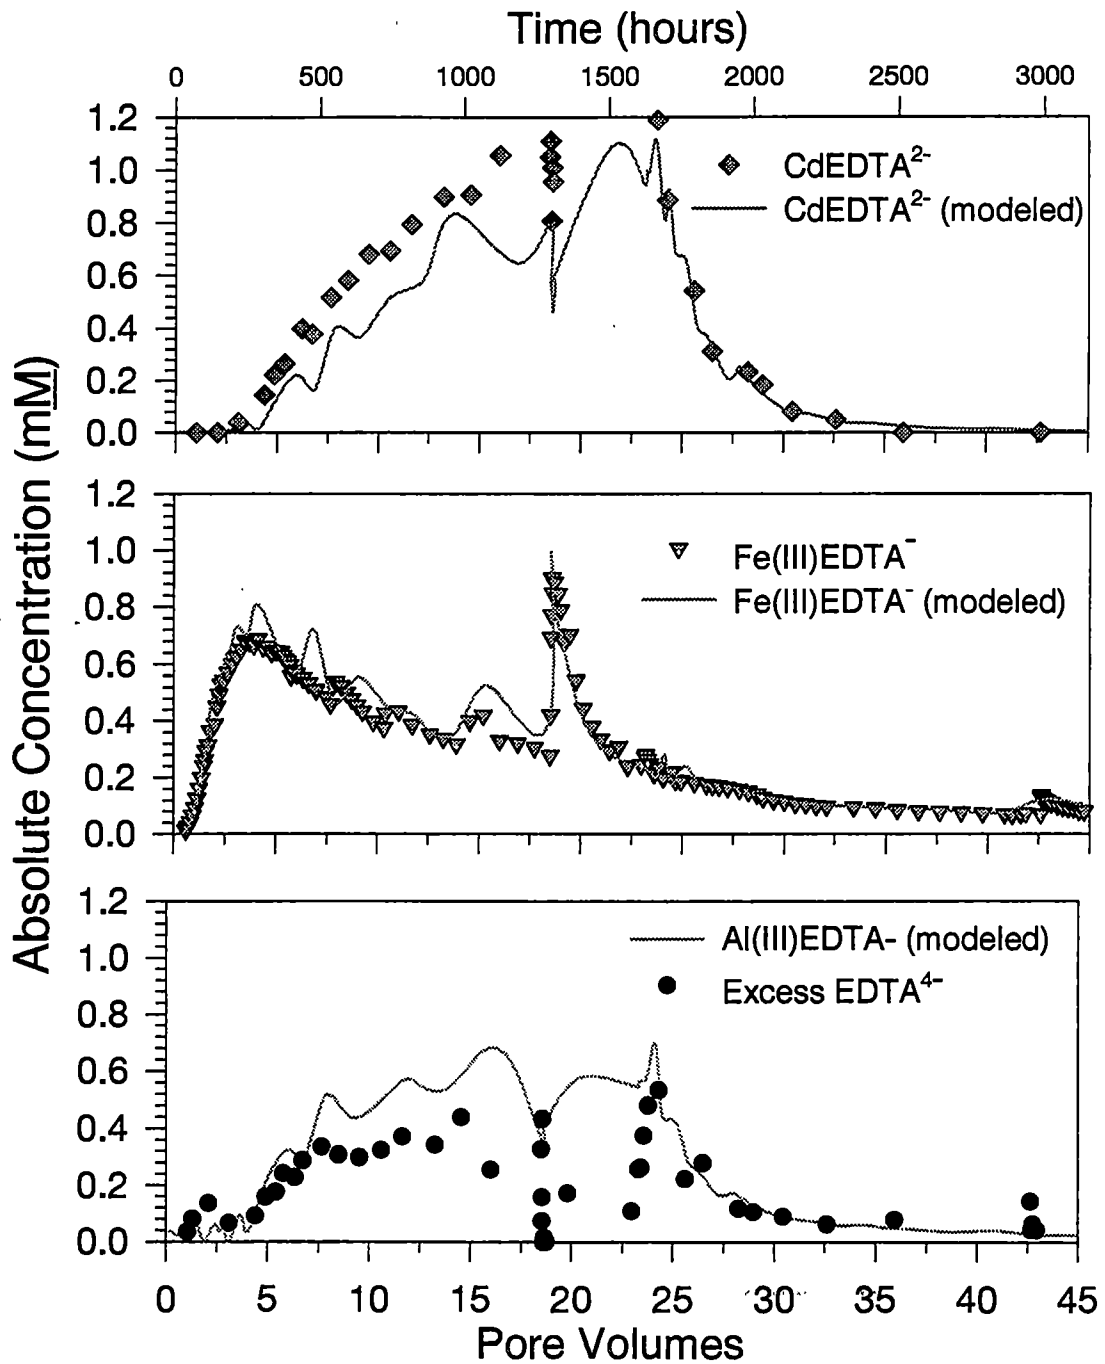 Time (hours)
0 500 1000 1500 2000 2500 3000
1.2
1.0
0.8
0.6
0.4
0.2
0.0
CdEDTA²⁻
CdEDTA²⁻ (modeled)
Absolute Concentration (mM)
1.2
1.0
0.8
0.6
0.4
0.2
0.0
Fe(III)EDTA⁻
Fe(III)EDTA⁻ (modeled)
1.2
1.0
0.8
0.6
0.4
0.2
0.0
Al(III)EDTA- (modeled)
Excess EDTA⁴⁻
0 5 10 15 20 25 30 35 40 45
Pore Volumes